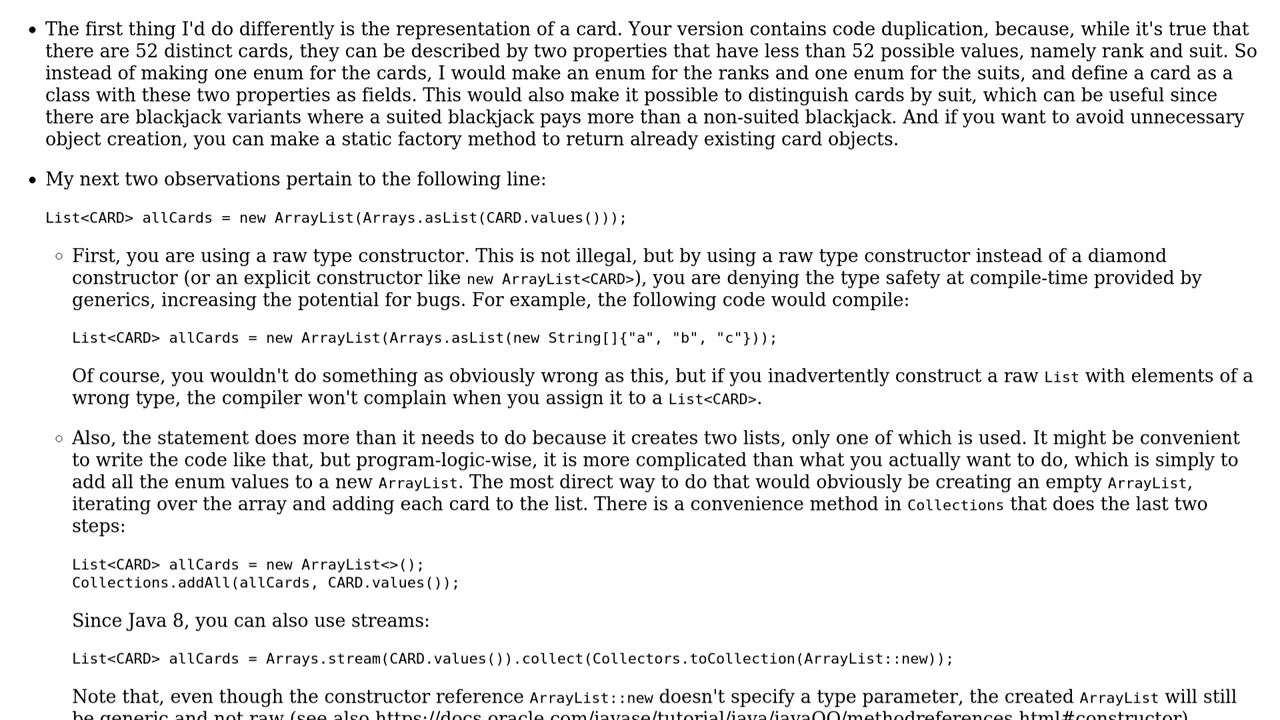 • The first thing I'd do differently is the representation of a card. Your version contains code duplication, because, while it's true that
there are 52 distinct cards, they can be described by two properties that have less than 52 possible values, namely rank and suit. So
instead of making one enum for the cards, I would make an enum for the ranks and one enum for the suits, and define a card as a
class with these two properties as fields. This would also make it possible to distinguish cards by suit, which can be useful since
there are blackjack variants where a suited blackjack pays more than a non-suited blackjack. And if you want to avoid unnecessary
object creation, you can make a static factory method to return already existing card objects.
• My next two observations pertain to the following line:
List<CARD> allCards = new ArrayList(Arrays.asList(CARD.values()));
◦ First, you are using a raw type constructor. This is not illegal, but by using a raw type constructor instead of a diamond
constructor (or an explicit constructor like new ArrayList<CARD>), you are denying the type safety at compile-time provided by
generics, increasing the potential for bugs. For example, the following code would compile:
List<CARD> allCards = new ArrayList(Arrays.asList(new String[]{"a", "b", "c"}));
Of course, you wouldn't do something as obviously wrong as this, but if you inadvertently construct a raw List with elements of a
wrong type, the compiler won't complain when you assign it to a List<CARD>.
◦ Also, the statement does more than it needs to do because it creates two lists, only one of which is used. It might be convenient
to write the code like that, but program-logic-wise, it is more complicated than what you actually want to do, which is simply to
add all the enum values to a new ArrayList. The most direct way to do that would obviously be creating an empty ArrayList,
iterating over the array and adding each card to the list. There is a convenience method in Collections that does the last two
steps:
List<CARD> allCards = new ArrayList<>();
Collections.addAll(allCards, CARD.values());
Since Java 8, you can also use streams:
List<CARD> allCards = Arrays.stream(CARD.values()).collect(Collectors.toCollection(ArrayList::new));
Note that, even though the constructor reference ArrayList::new doesn't specify a type parameter, the created ArrayList will still
be generic and not raw (see also https://docs.oracle.com/javase/tutorial/java/javaOO/methodreferences.html#constructor)